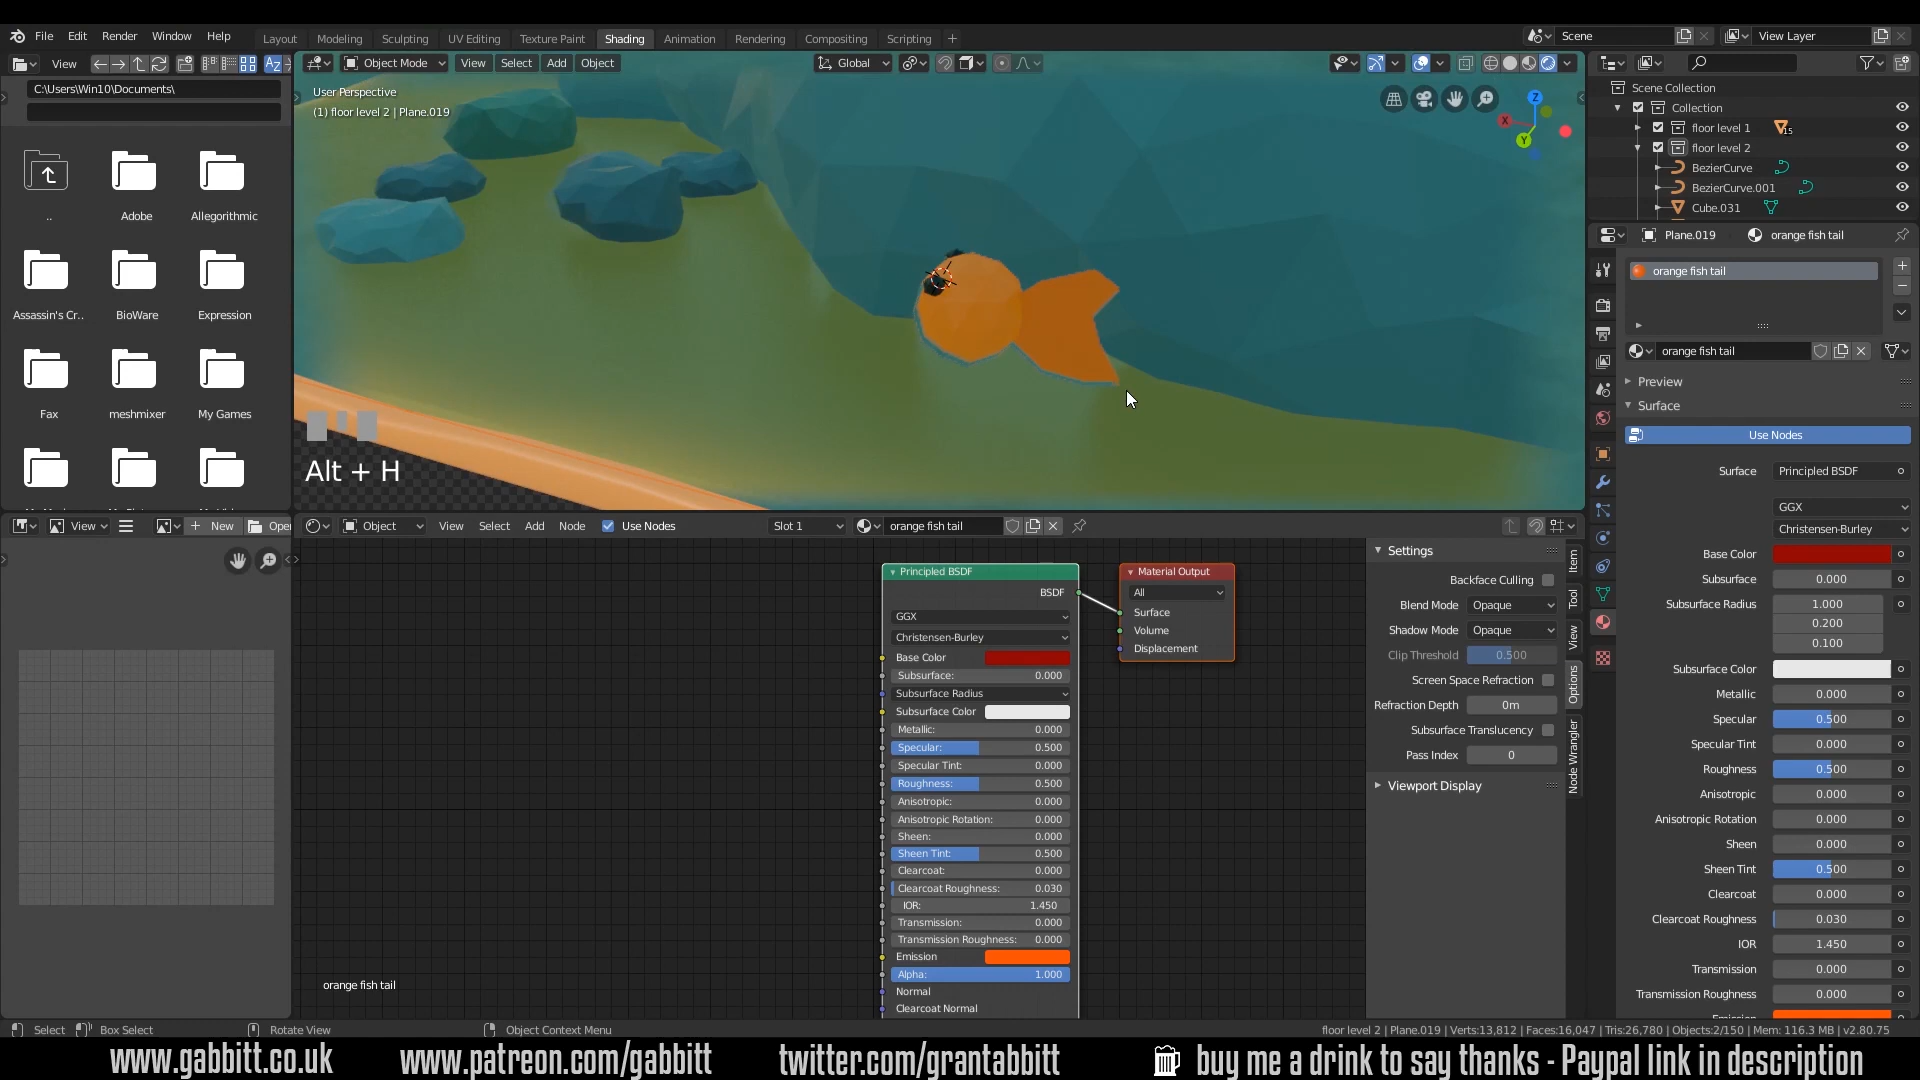 File Edit Render Window Help
Layout Modeling Sculpting UV Editing Texture Paint Shading Animation Rendering Compositing Scripting +
Scene View Layer
View
C:\Users\Win10\Documents\
..
Adobe
Allegorithmic
Assassin's Cr..
BioWare
Expression
Fax
meshmixer
My Games
Object Mode View Select Add Object Global
User Perspective
(1) floor level 2 | Plane.019
Z
X
Y
Alt + H
Scene Collection
Collection
floor level 1 15
floor level 2
BezierCurve
BezierCurve.001
Cube.031
Plane.019 orange fish tail
orange fish tail
orange fish tail
Preview
Surface
Use Nodes
Surface Principled BSDF
GGX
Christensen-Burley
Base Color
Subsurface 0.000
Subsurface Radius 1.000
0.200
0.100
Subsurface Color
Metallic 0.000
Specular 0.500
Specular Tint 0.000
Roughness 0.500
Anisotropic 0.000
Anisotropic Rotation 0.000
Sheen 0.000
Sheen Tint 0.500
Clearcoat 0.000
Clearcoat Roughness 0.030
IOR 1.450
Transmission 0.000
Transmission Roughness 0.000
View New Open
Object View Select Add Node Use Nodes Slot 1 orange fish tail
Principled BSDF
BSDF
GGX
Christensen-Burley
Base Color
Subsurface: 0.000
Subsurface Radius
Subsurface Color
Metallic: 0.000
Specular: 0.500
Specular Tint: 0.000
Roughness: 0.500
Anisotropic: 0.000
Anisotropic Rotation: 0.000
Sheen: 0.000
Sheen Tint: 0.500
Clearcoat: 0.000
Clearcoat Roughness: 0.030
IOR: 1.450
Transmission: 0.000
Transmission Roughness: 0.000
Emission
Alpha: 1.000
Normal
Clearcoat Normal
Material Output
All
Surface
Volume
Displacement
Settings
Backface Culling
Blend Mode Opaque
Shadow Mode Opaque
Clip Threshold 0.500
Screen Space Refraction
Refraction Depth 0m
Subsurface Translucency
Pass Index 0
Viewport Display
Item
Tool
View
Options
Node Wrangler
orange fish tail
Select Box Select Rotate View Object Context Menu
floor level 2 | Plane.019 | Verts:13,812 | Faces:16,047 | Tris:26,780 | Objects:2/150 | Mem: 116.3 MB | v2.80.75
www.gabbitt.co.uk www.patreon.com/gabbitt twitter.com/grantabbitt buy me a drink to say thanks - Paypal link in description